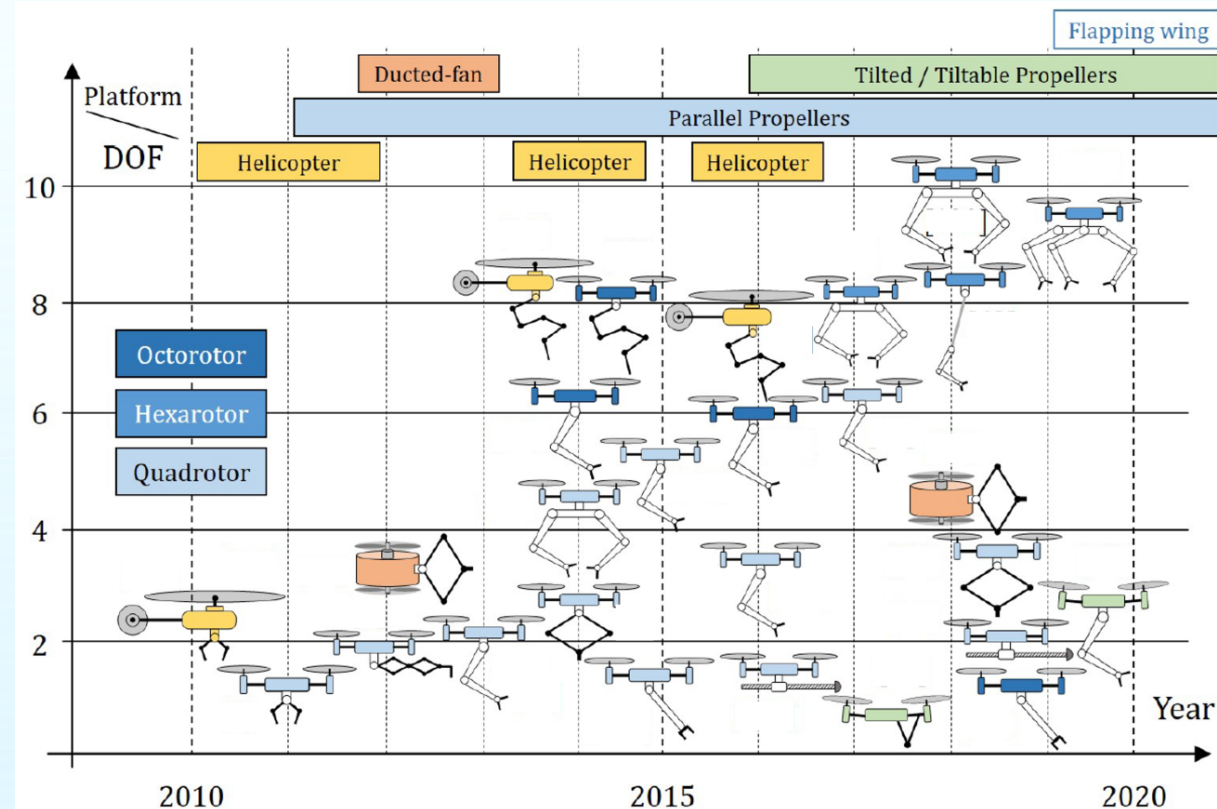 Flapping wing
Ducted-fan
Tilted / Tiltable Propellers
Platform
Parallel Propellers
DOF
Helicopter
Helicopter
Helicopter
10
8
Octorotor
6
Hexarotor
Quadrotor
4
2
Year
2010
2015
2020